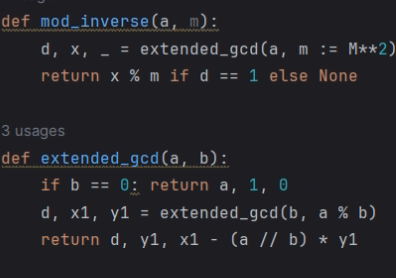 def mod_inverse(a, m):
    d, x, _ = extended_gcd(a, m := M**2)
    return x % m if d == 1 else None
3 usages
def extended_gcd(a, b):
    if b == 0: return a, 1, 0
    d, x1, y1 = extended_gcd(b, a % b)
    return d, y1, x1 - (a // b) * y1